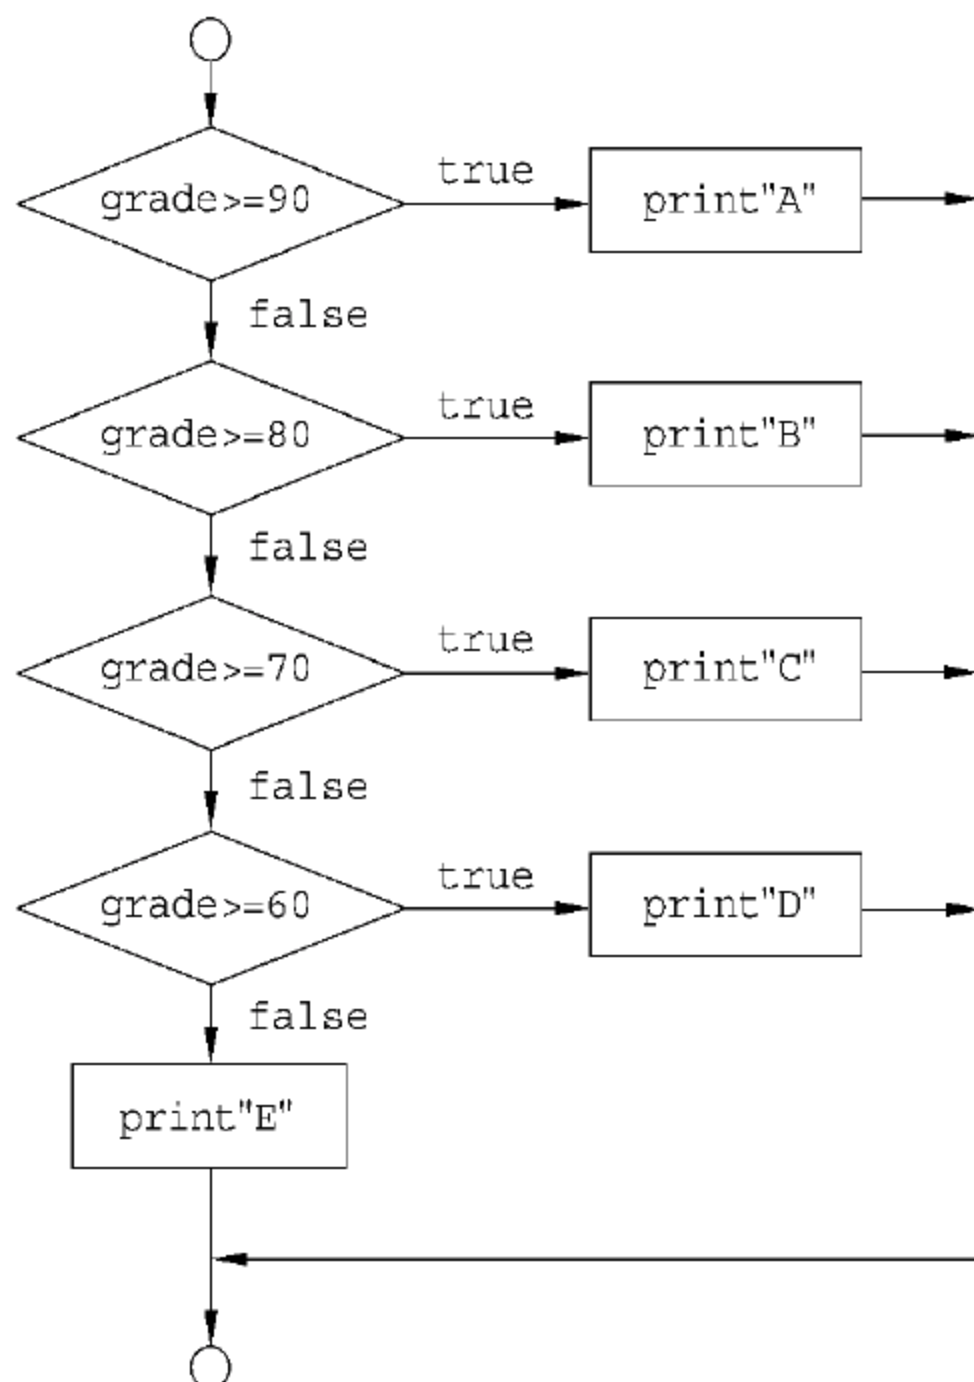 true
grade>=90
print"A"
false
true
grade>=80
print"B"
false
true
grade>=70
print"C"
false
true
grade>=60
print"D"
false
print"E"